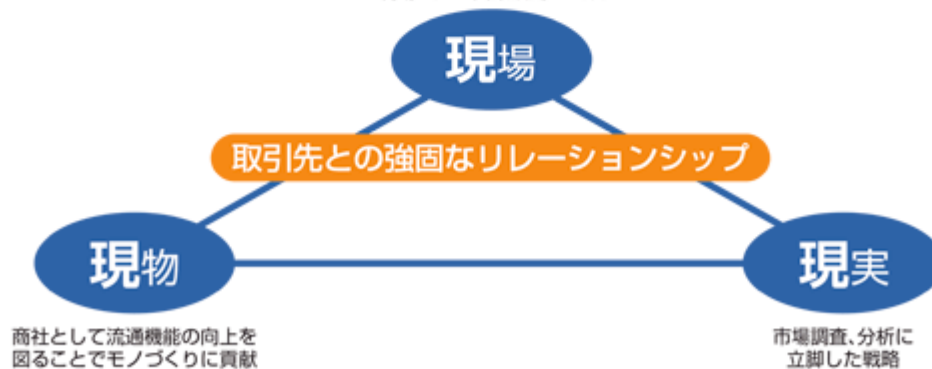 現場
取引先との強固なリレーションシップ
現物
現実
商社として流通機能の向上を
図ることでモノづくりに貢献
市場調査、分析に
立脚した戦略